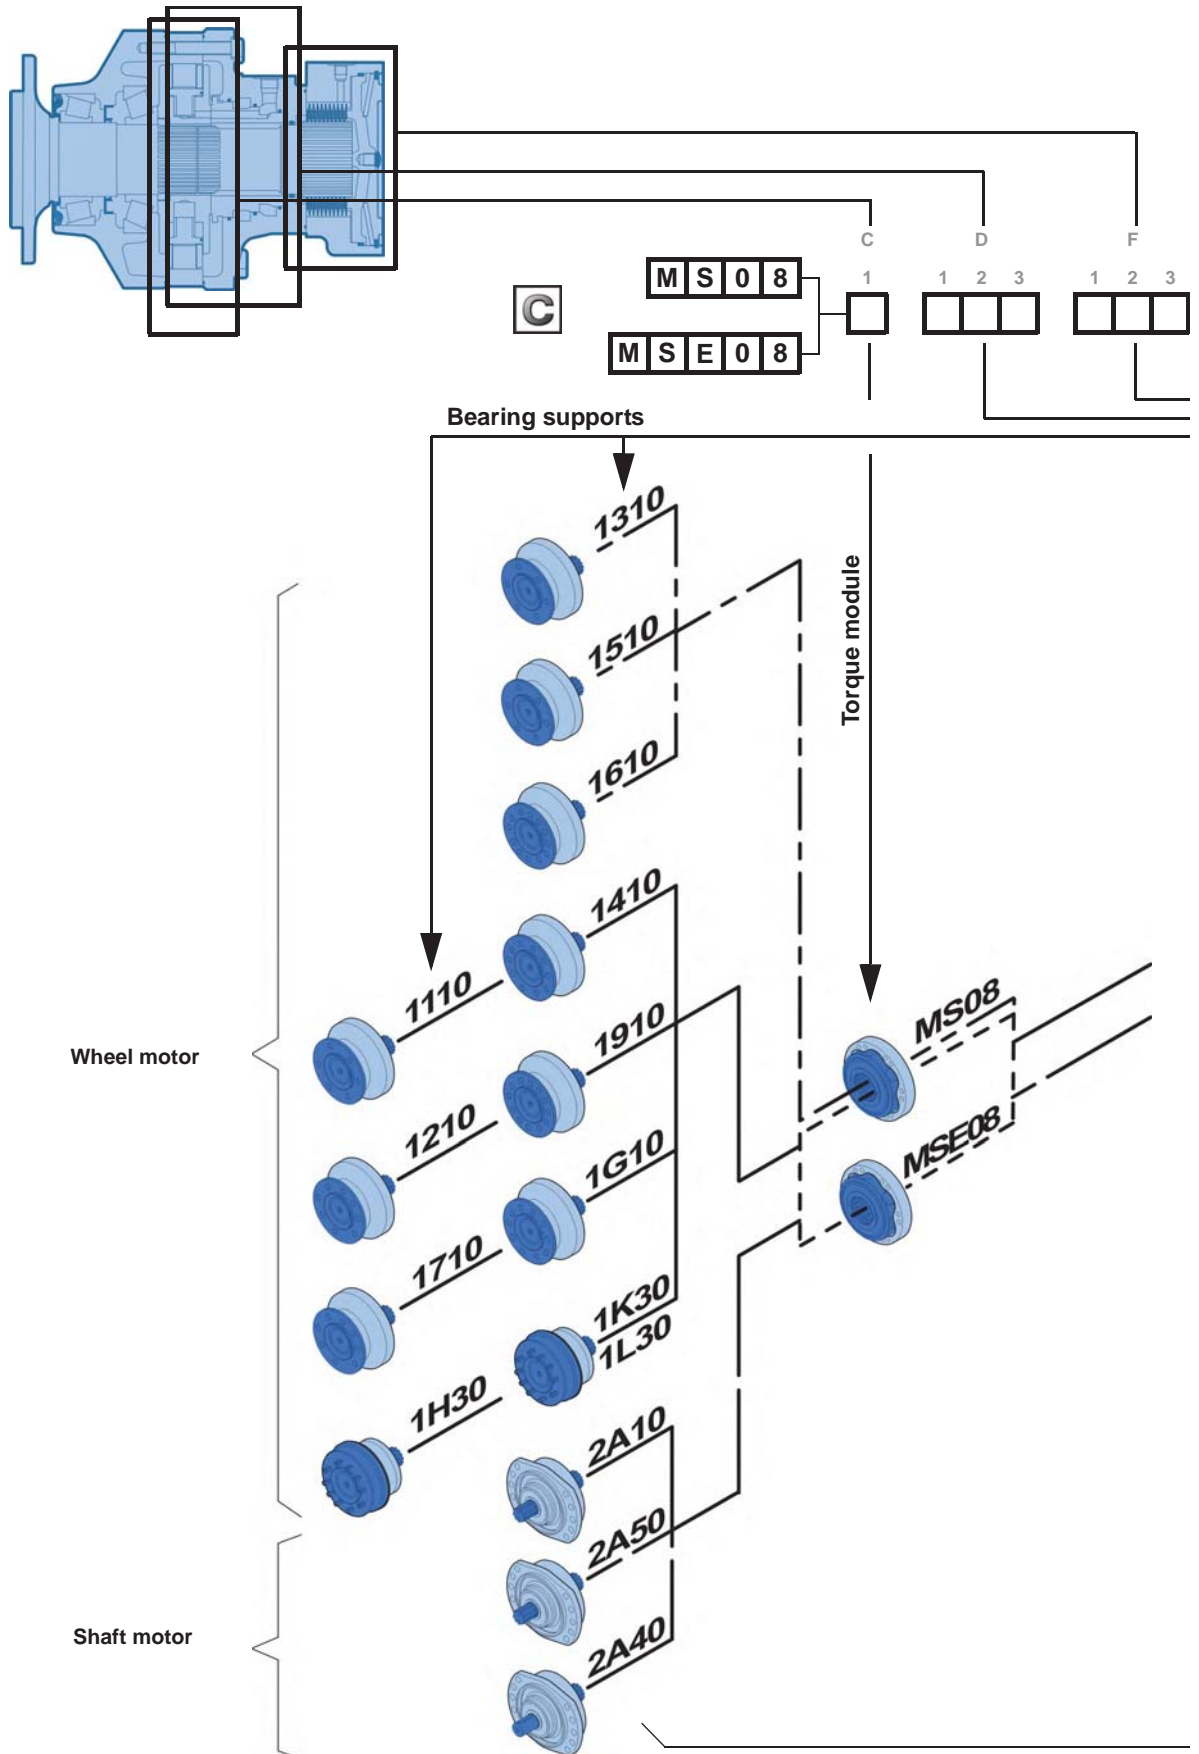 C D F
1 1 2 3 1 2 3
M S 0 8
C
M S E 0 8
Bearing supports
1310
Torque module
1510
1610
1410
1110
MS08
1910
Wheel motor
1210
MSE08
1G10
1710
1K30
1L30
1H30
2A10
2A50
Shaft motor
2A40